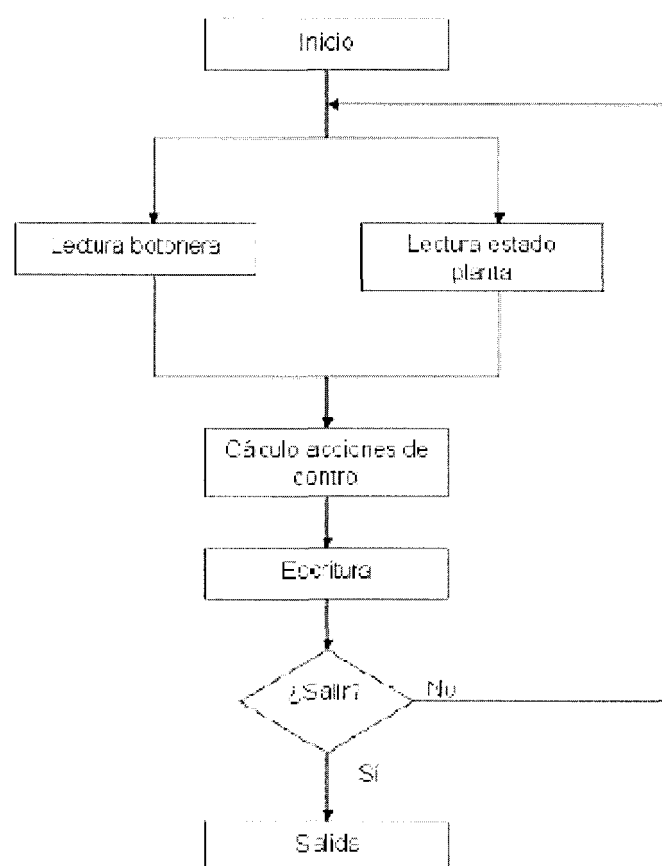 Inicio
Lectura botonera
Lectura estado
planta
Cálculo acciones de
contro
Escritura
¿Salir?
No
Sí
Salida